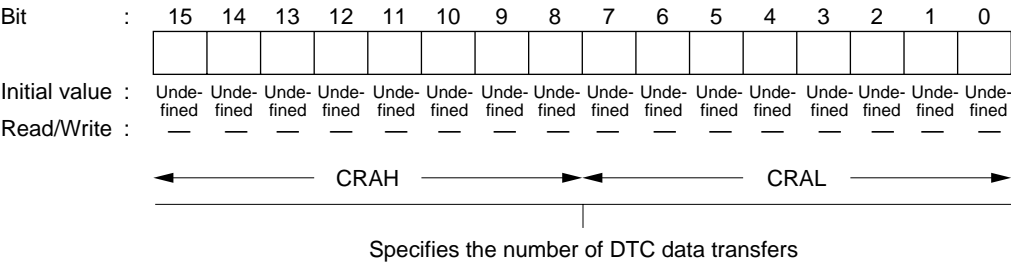 Bit : 15 14 13 12 11 10 9 8 7 6 5 4 3 2 1 0
Initial value : Unde- Unde- Unde- Unde- Unde- Unde- Unde- Unde- Unde- Unde- Unde- Unde- Unde- Unde- Unde- Unde-
fined fined fined fined fined fined fined fined fined fined fined fined fined fined fined fined
Read/Write : — — — — — — — — — — — — — — — —
CRAH CRAL
Specifies the number of DTC data transfers